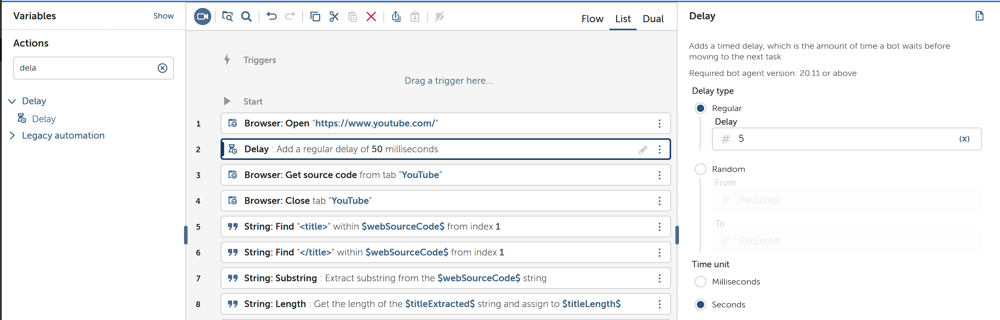 Variables
Show
Actions
dela
Delay
Delay
Legacy automation
Flow
List
Dual
Triggers
Drag a trigger here...
Start
1 Browser: Open “https://www.youtube.com/”
2 Delay : Add a regular delay of 50 milliseconds
3 Browser: Get source code from tab “YouTube”
4 Browser: Close tab “YouTube”
5 String: Find “<title>” within $webSourceCode$ from index 1
6 String: Find “</title>” within $webSourceCode$ from index 1
7 String: Substring : Extract substring from the $webSourceCode$ string
8 String: Length : Get the length of the $titleExtracted$ string and assign to $titleLength$
Delay
Adds a timed delay, which is the amount of time a bot waits before
moving to the next task
Required bot agent version: 20.11 or above
Delay type
Regular
Delay
# 5 (x)
Random
From
# Required
To
# Required
Time unit
Milliseconds
Seconds